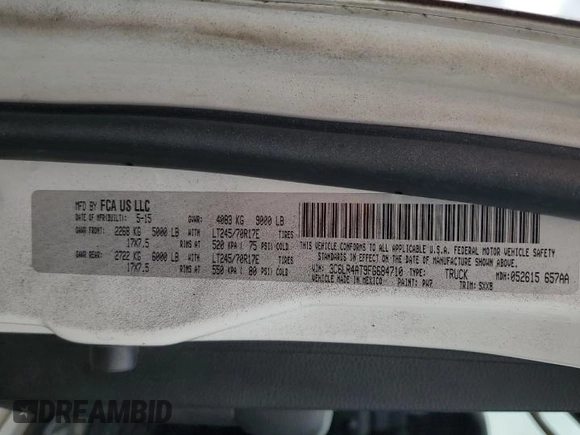 MFD BY FCA US LLC
DATE OF MFR(BUILT): 5-15 GVWR: 4083 KG 9000 LB
GAWR FRONT: 2268 KG 5000 LB WITH LT245/70R17E TIRES
17X7.5 RIMS AT 520 KPA ( 75 PSI) COLD
GAWR REAR: 2722 KG 6000 LB WITH LT245/70R17E TIRES
17X7.5 RIMS AT 550 KPA ( 80 PSI) COLD
THIS VEHICLE CONFORMS TO ALL APPLICABLE U.S.A. FEDERAL MOTOR VEHICLE SAFETY
STANDARDS IN EFFECT ON THE DATE OF MANUFACTURE SHOWN ABOVE.
VIN: 3C6LR4AT9FG684710 TYPE: TRUCK MDH: 052615 657AA
VEHICLE MADE IN MEXICO PAINT: PW7 TRIM: SXX8
DREAMBID